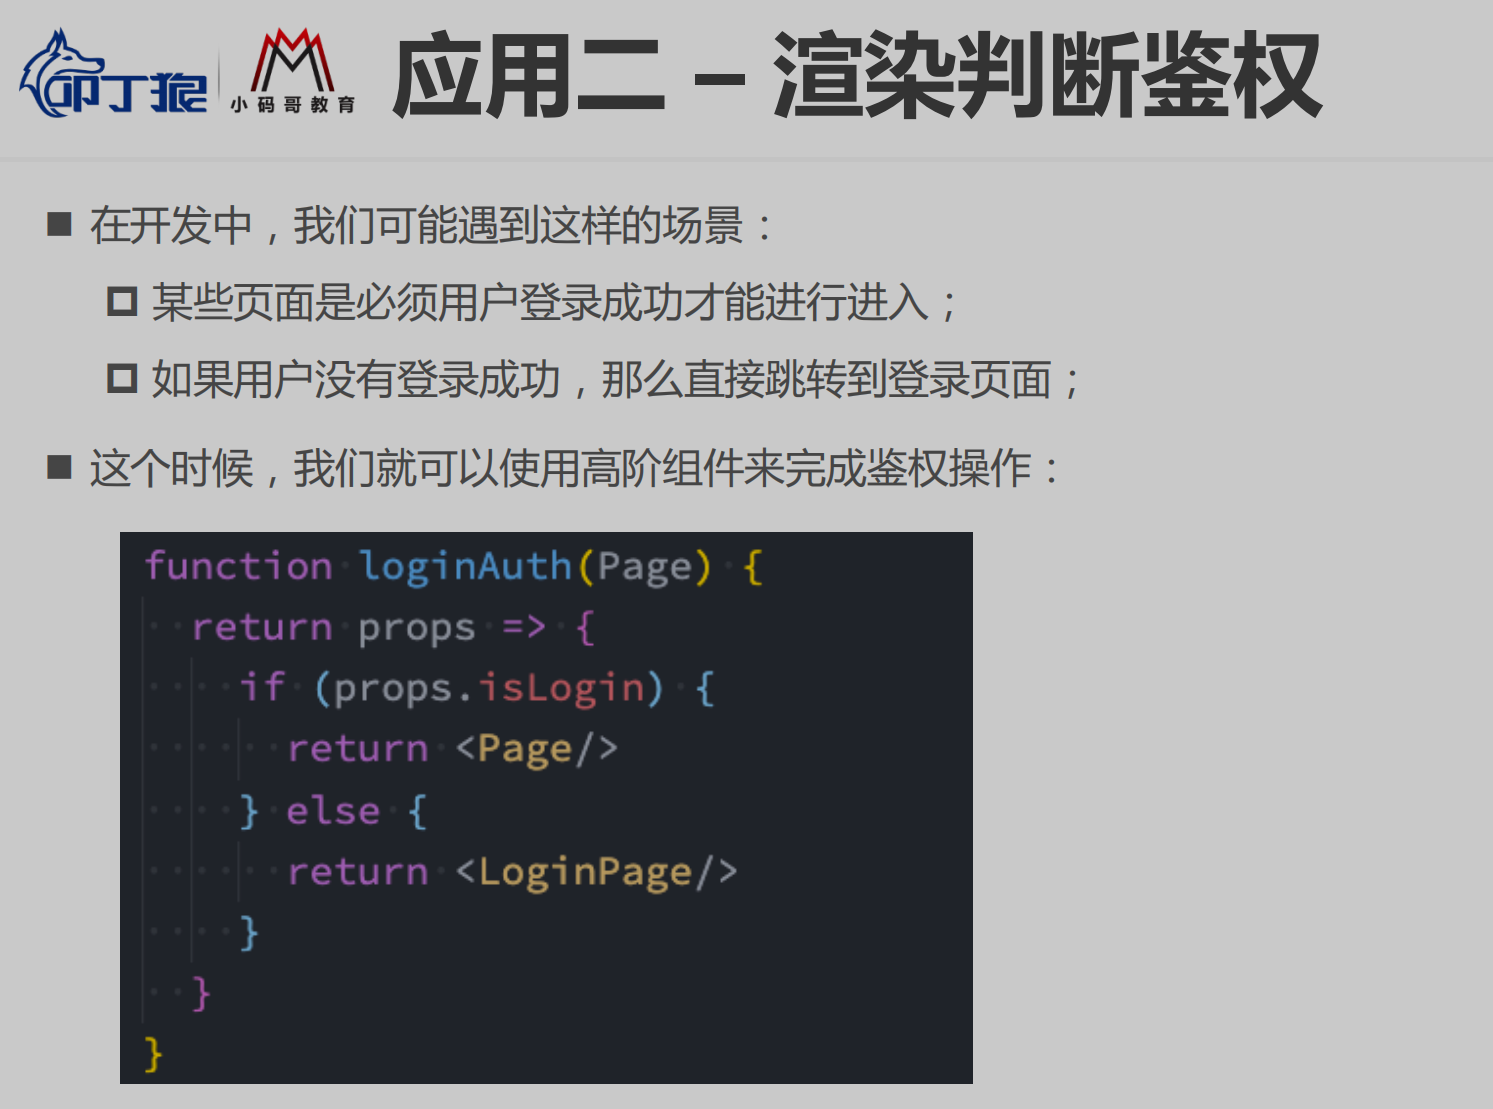 叩丁狼 小码哥教育 应用二 – 渲染判断鉴权
在开发中，我们可能遇到这样的场景：
某些页面是必须用户登录成功才能进行进入；
如果用户没有登录成功，那么直接跳转到登录页面；
这个时候，我们就可以使用高阶组件来完成鉴权操作：
function loginAuth(Page) {
  return props => {
    if (props.isLogin) {
      return <Page/>
    } else {
      return <LoginPage/>
    }
  }
}